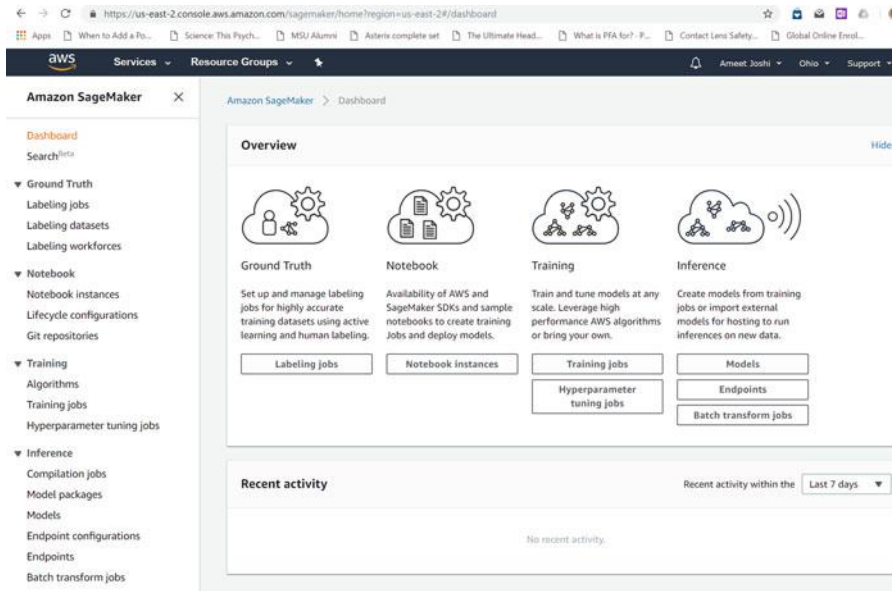 https://us-east-2.console.aws.amazon.com/sagemaker/home?region=us-east-2#/dashboard
Apps When to Add a Po... Science: This Psych... MSU Alumni Asterix complete set The Ultimate Head... What is PFA for? - P... Contact Lens Safety... Global Online Enrol...
aws Services Resource Groups Ameet Joshi Ohio Support
Amazon SageMaker
Dashboard
Search Beta
Ground Truth
Labeling jobs
Labeling datasets
Labeling workforces
Notebook
Notebook instances
Lifecycle configurations
Git repositories
Training
Algorithms
Training jobs
Hyperparameter tuning jobs
Inference
Compilation jobs
Model packages
Models
Endpoint configurations
Endpoints
Batch transform jobs
Amazon SageMaker > Dashboard
Overview
Hide
Ground Truth
Set up and manage labeling
jobs for highly accurate
training datasets using active
learning and human labeling.
Labeling jobs
Notebook
Availability of AWS and
SageMaker SDKs and sample
notebooks to create training
Jobs and deploy models.
Notebook instances
Training
Train and tune models at any
scale. Leverage high
performance AWS algorithms
or bring your own.
Training jobs
Hyperparameter
tuning jobs
Inference
Create models from training
jobs or import external
models for hosting to run
inferences on new data.
Models
Endpoints
Batch transform jobs
Recent activity
Recent activity within the Last 7 days
No recent activity.